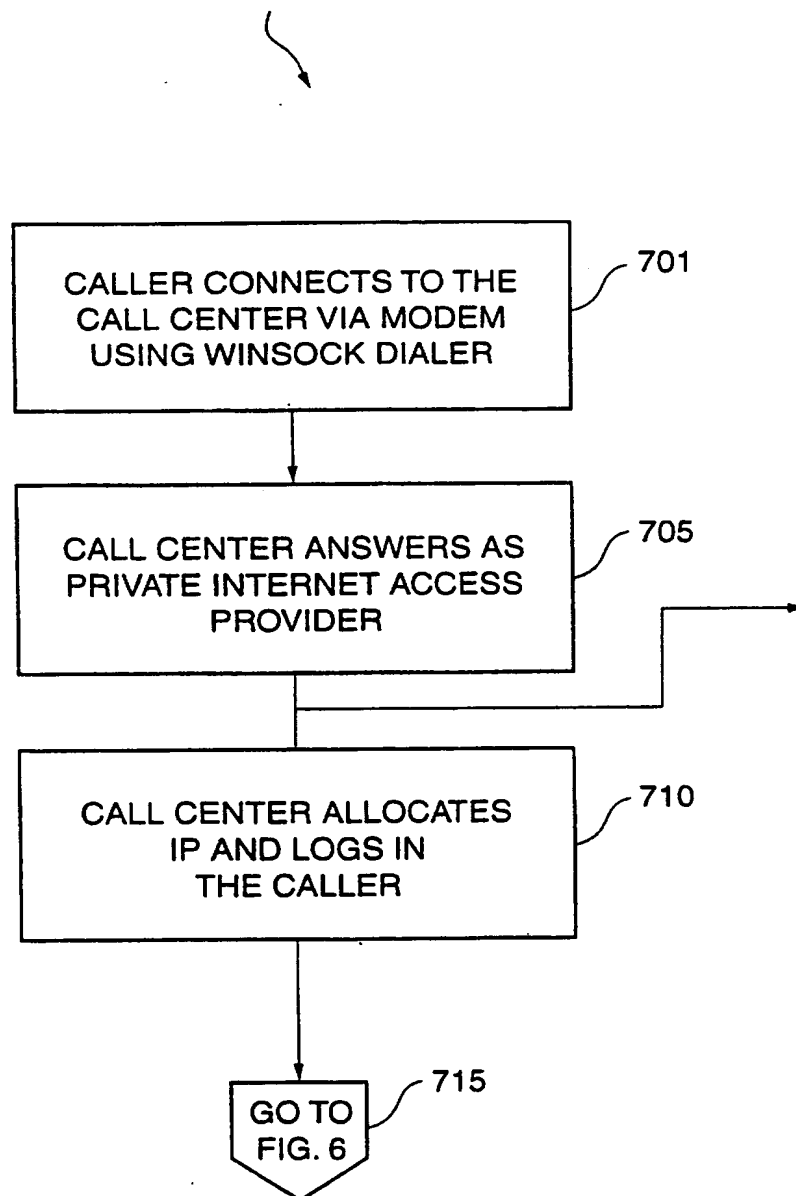 CALLER CONNECTS TO THE
CALL CENTER VIA MODEM
USING WINSOCK DIALER
701
CALL CENTER ANSWERS AS
PRIVATE INTERNET ACCESS
PROVIDER
705
CALL CENTER ALLOCATES
IP AND LOGS IN
THE CALLER
710
GO TO
FIG. 6
715